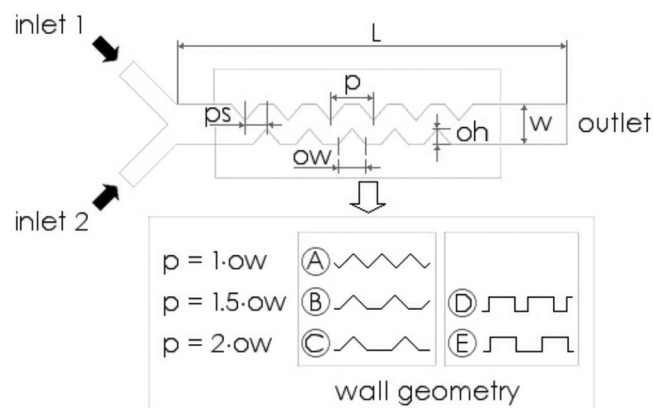 inlet 1
L
p
ps
w
outlet
oh
ow
inlet 2
p = 1·ow
A
p = 1.5·ow
B
D
p = 2·ow
C
E
wall geometry